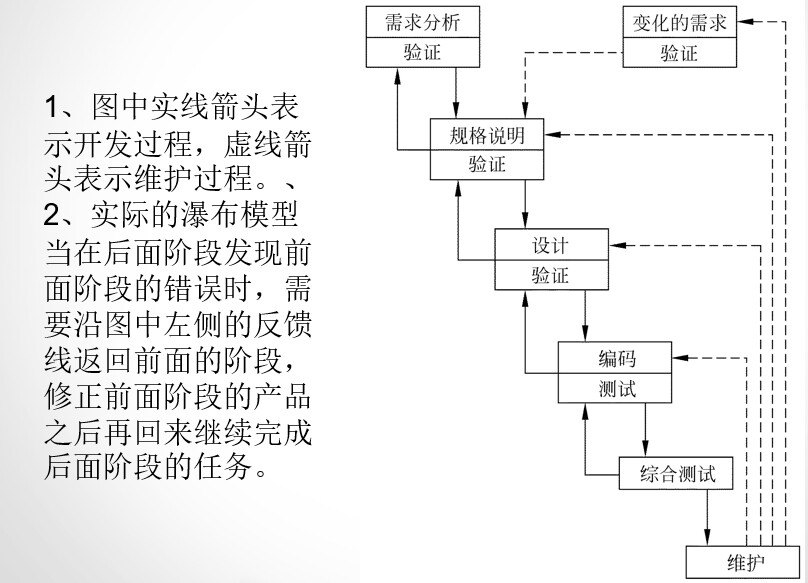 1、图中实线箭头表
示开发过程，虚线箭
头表示维护过程。、
2、实际的瀑布模型
当在后面阶段发现前
面阶段的错误时，需
要沿图中左侧的反馈
线返回前面的阶段，
修正前面阶段的产品
之后再回来继续完成
后面阶段的任务。
需求分析
验证
变化的需求
验证
规格说明
验证
设计
验证
编码
测试
综合测试
维护